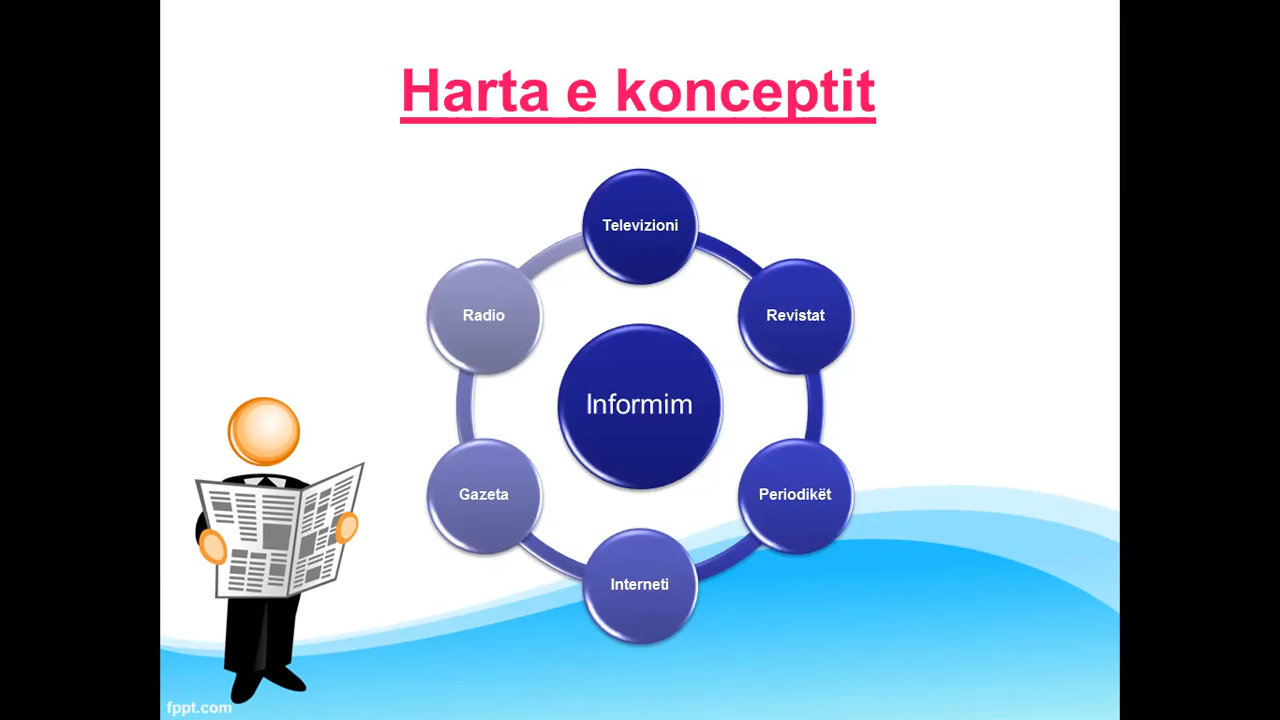 Harta e konceptit
Televizioni
Radio
Revistat
Informim
Gazeta
Periodikët
Interneti
fppt.com